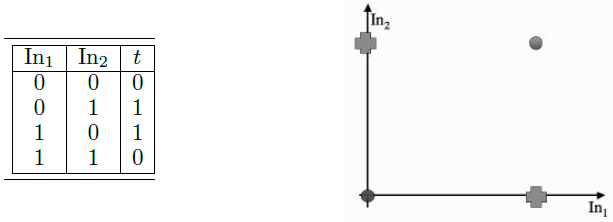 In₁ In₂ t
0 0 0
0 1 1
1 0 1
1 1 0
In₂
In₁